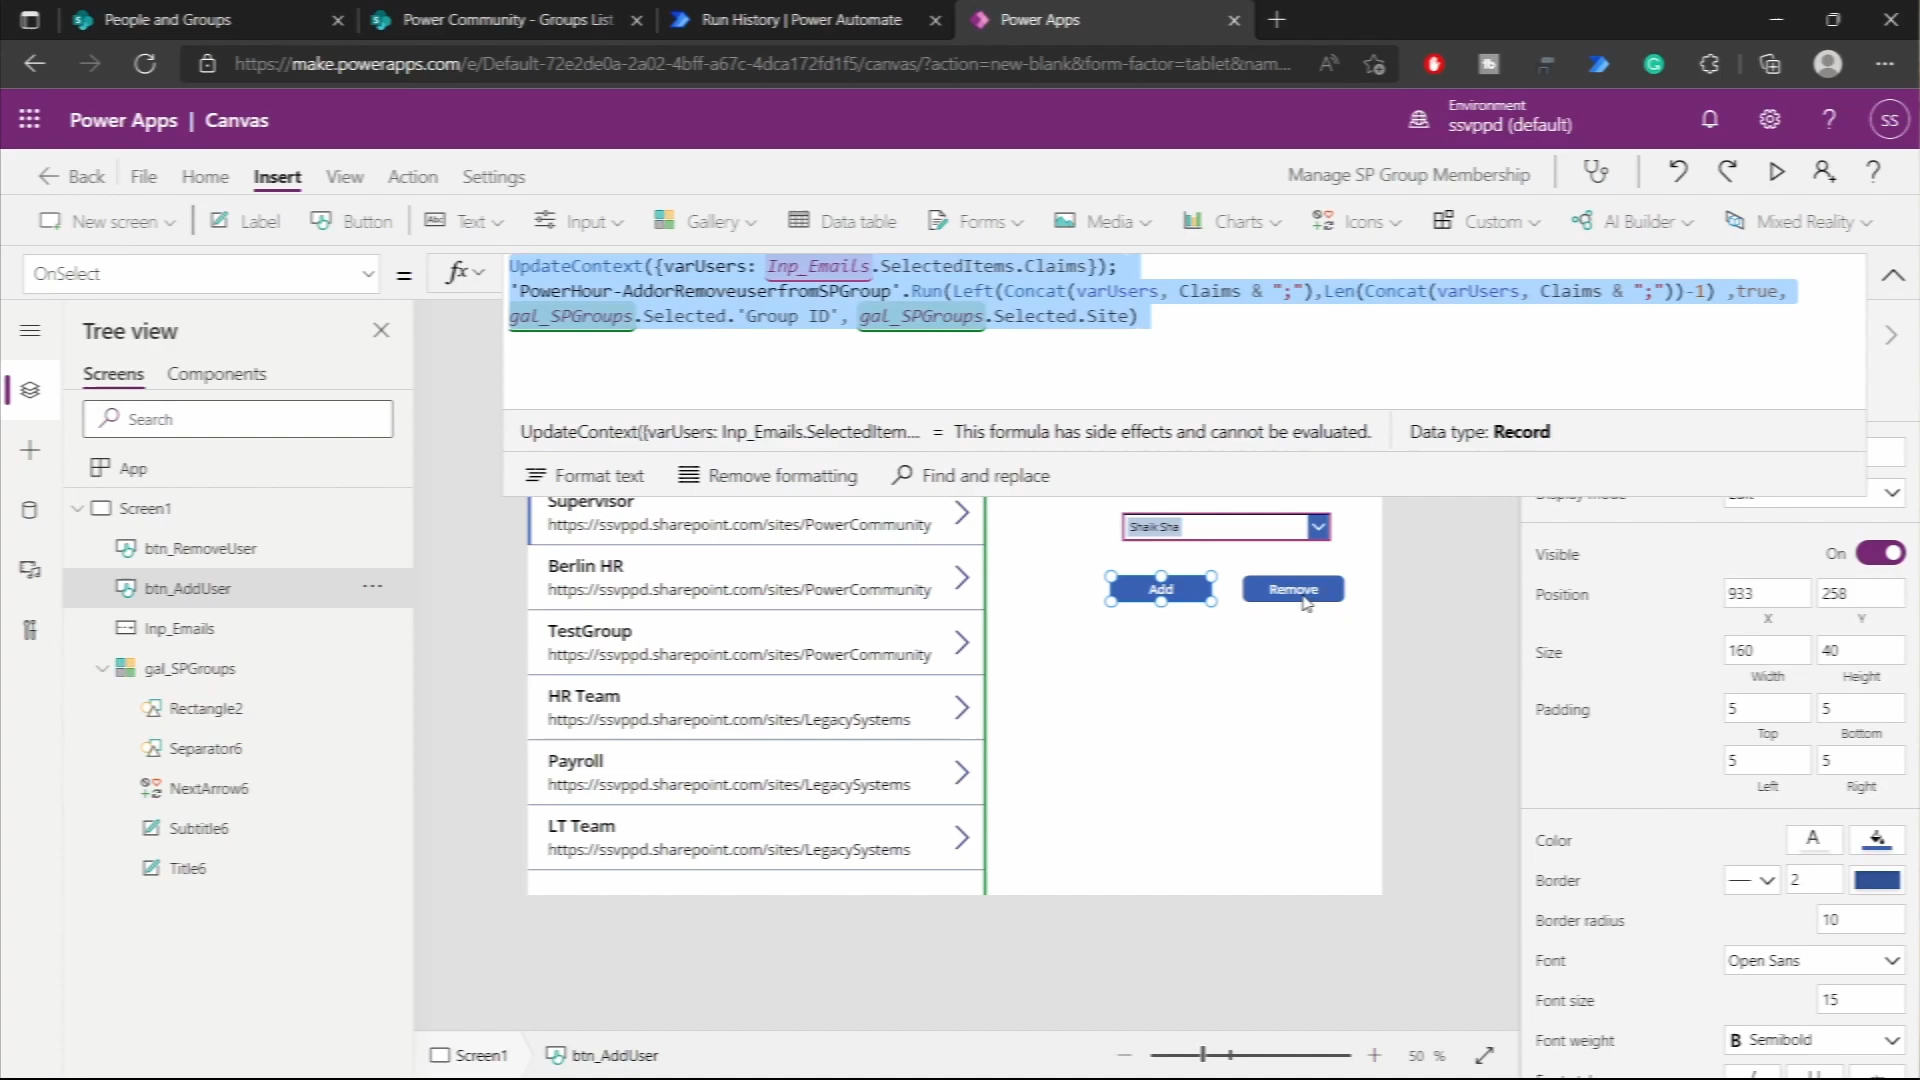 People and Groups
Power Community - Groups List
Run History | Power Automate
Power Apps
https://make.powerapps.com/e/Default-72e2de0a-2a02-4bff-a67c-4dca172fd1f5/canvas/?action=new-blank&form-factor=tablet&nam...
Power Apps | Canvas
Environment
ssvppd (default)
SS
Back
File
Home
Insert
View
Action
Settings
Manage SP Group Membership
New screen
Label
Button
Text
Input
Gallery
Data table
Forms
Media
Charts
Icons
Custom
AI Builder
Mixed Reality
OnSelect
=
fx
UpdateContext({varUsers: Inp_Emails.SelectedItems.Claims});
'PowerHour-AddorRemoveuserfromSPGroup'.Run(Left(Concat(varUsers, Claims & ";"),Len(Concat(varUsers, Claims & ";"))-1) ,true,
gal_SPGroups.Selected.'Group ID', gal_SPGroups.Selected.Site)
UpdateContext({varUsers: Inp_Emails.SelectedItem... = This formula has side effects and cannot be evaluated.
Data type: Record
Format text
Remove formatting
Find and replace
Tree view
Screens
Components
Search
App
Screen1
btn_RemoveUser
btn_AddUser
Inp_Emails
gal_SPGroups
Rectangle2
Separator6
NextArrow6
Subtitle6
Title6
Supervisor
https://ssvppd.sharepoint.com/sites/PowerCommunity
Berlin HR
https://ssvppd.sharepoint.com/sites/PowerCommunity
TestGroup
https://ssvppd.sharepoint.com/sites/PowerCommunity
HR Team
https://ssvppd.sharepoint.com/sites/LegacySystems
Payroll
https://ssvppd.sharepoint.com/sites/LegacySystems
LT Team
https://ssvppd.sharepoint.com/sites/LegacySystems
Shaik Sha
Add
Remove
Visible
On
Position
933
258
X
Y
Size
160
40
Width
Height
Padding
5
5
Top
Bottom
5
5
Left
Right
Color
A
Border
2
Border radius
10
Font
Open Sans
Font size
15
Font weight
B Semibold
Screen1
btn_AddUser
50 %